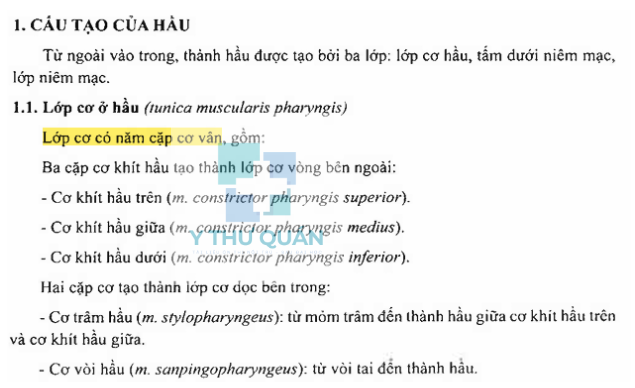 1. CẤU TẠO CỦA HẦU
Từ ngoài vào trong, thành hầu được tạo bởi ba lớp: lớp cơ hầu, tấm dưới niêm mạc,
lớp niêm mạc.
1.1. Lớp cơ ở hầu (tunica muscularis pharyngis)
Lớp cơ có năm cặp cơ vân, gồm:
Ba cặp cơ khít hầu tạo thành lớp cơ vòng bên ngoài:
- Cơ khít hầu trên (m. constrictor pharyngis superior).
- Cơ khít hầu giữa (m. constrictor pharyngis medius).
Y THƯ QUÁN
- Cơ khít hầu dưới (m. constrictor pharyngis inferior).
Hai cặp cơ tạo thành lớp cơ dọc bên trong:
- Cơ trâm hầu (m. stylopharyngeus): từ mỏm trâm đến thành hầu giữa cơ khít hầu trên
và cơ khít hầu giữa.
- Cơ vòi hầu (m. sanpingopharyngeus): từ vòi tai đến thành hầu.